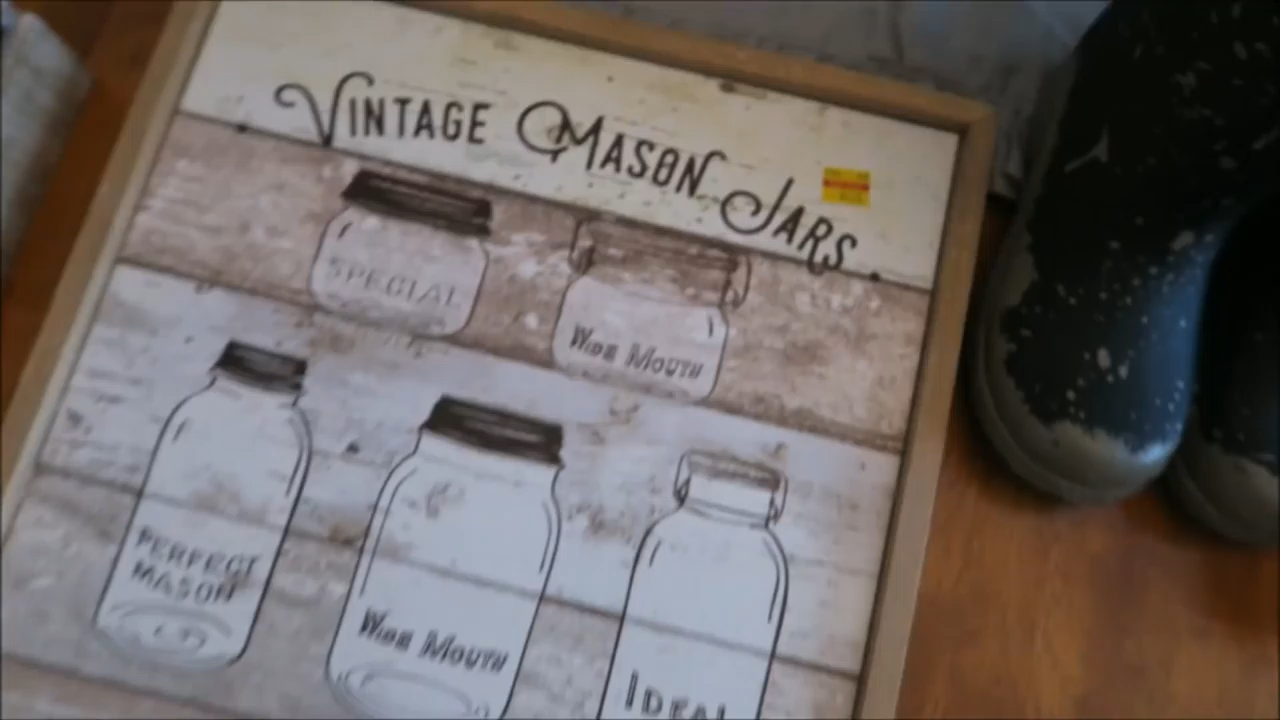 VINTAGE MASON JARS
SPECIAL
WIDE MOUTH
PERFECT
MASON
WIDE MOUTH
IDEAL